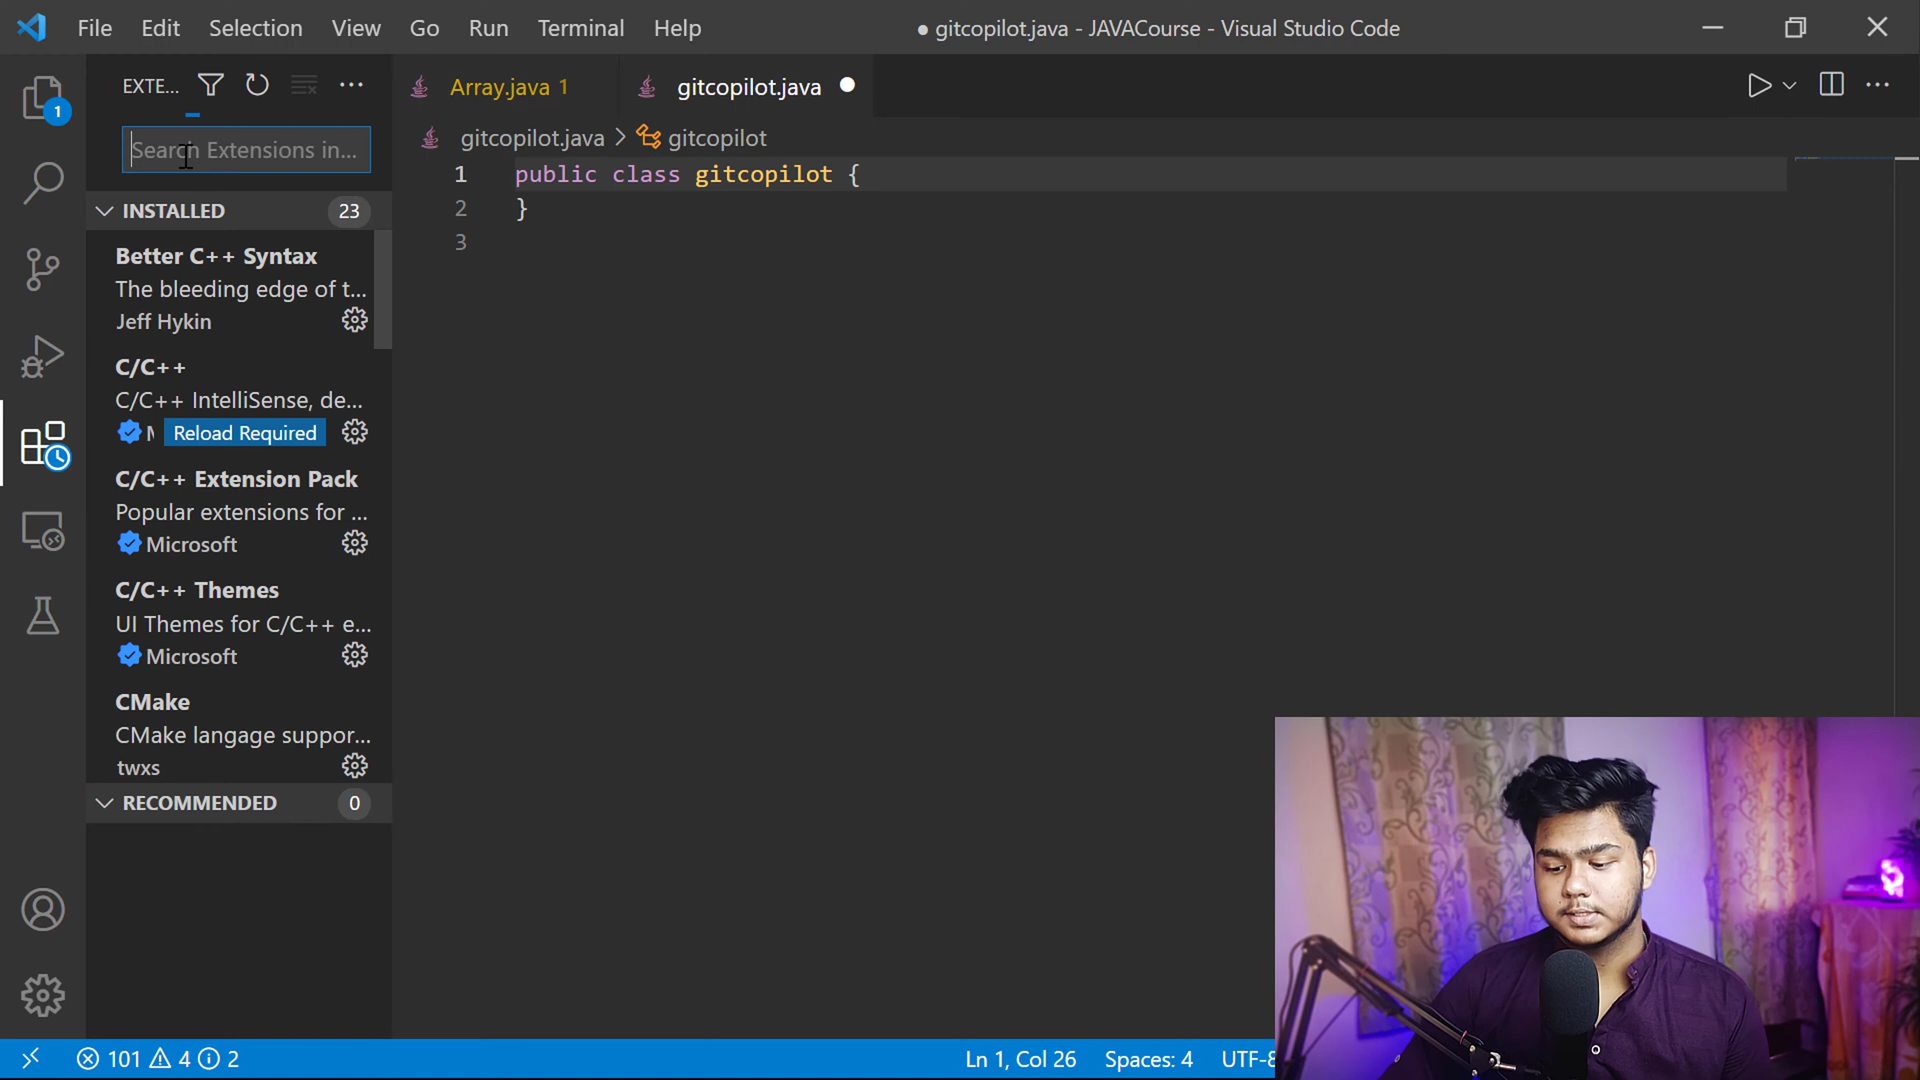 File Edit Selection View Go Run Terminal Help
● gitcopilot.java - JAVACourse - Visual Studio Code
EXTE...
Array.java 1
gitcopilot.java
1
Search Extensions in...
gitcopilot.java > gitcopilot
1 public class gitcopilot {
2 }
3
INSTALLED 23
Better C++ Syntax
The bleeding edge of t...
Jeff Hykin
C/C++
C/C++ IntelliSense, de...
Reload Required
C/C++ Extension Pack
Popular extensions for ...
Microsoft
C/C++ Themes
UI Themes for C/C++ e...
Microsoft
CMake
CMake langage suppor...
twxs
RECOMMENDED 0
101 4 2
Ln 1, Col 26 Spaces: 4 UTF-8